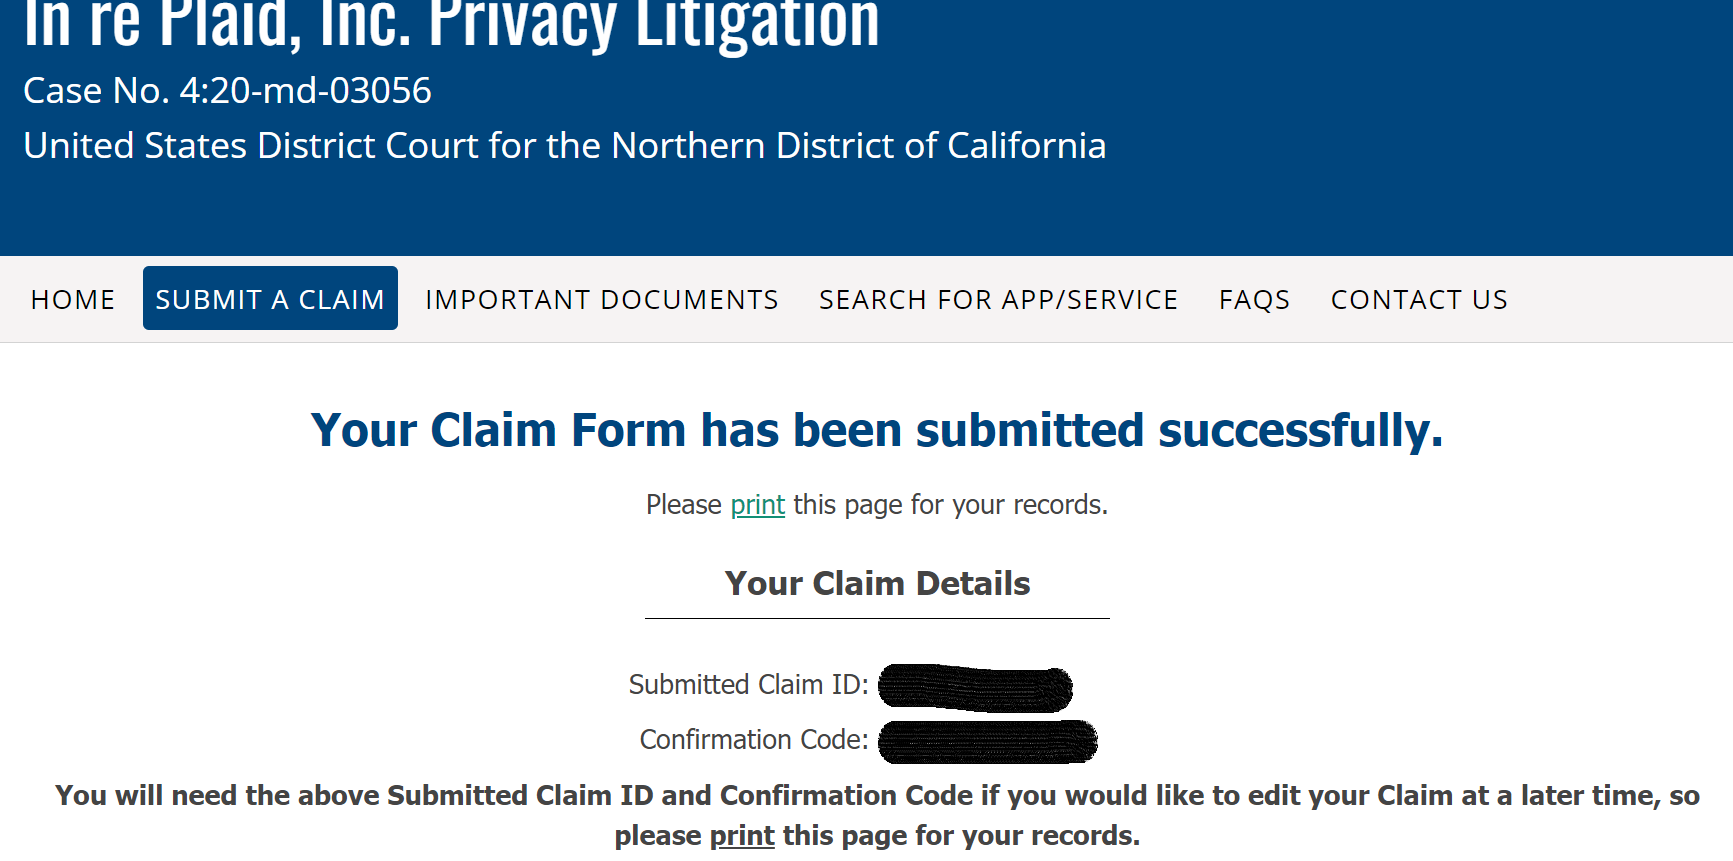 In re Plaid, Inc. Privacy Litigation
Case No. 4:20-md-03056
United States District Court for the Northern District of California
HOME SUBMIT A CLAIM IMPORTANT DOCUMENTS SEARCH FOR APP/SERVICE FAQS CONTACT US
Your Claim Form has been submitted successfully.
Please print this page for your records.
Your Claim Details
Submitted Claim ID:
Confirmation Code:
You will need the above Submitted Claim ID and Confirmation Code if you would like to edit your Claim at a later time, so
please print this page for your records.